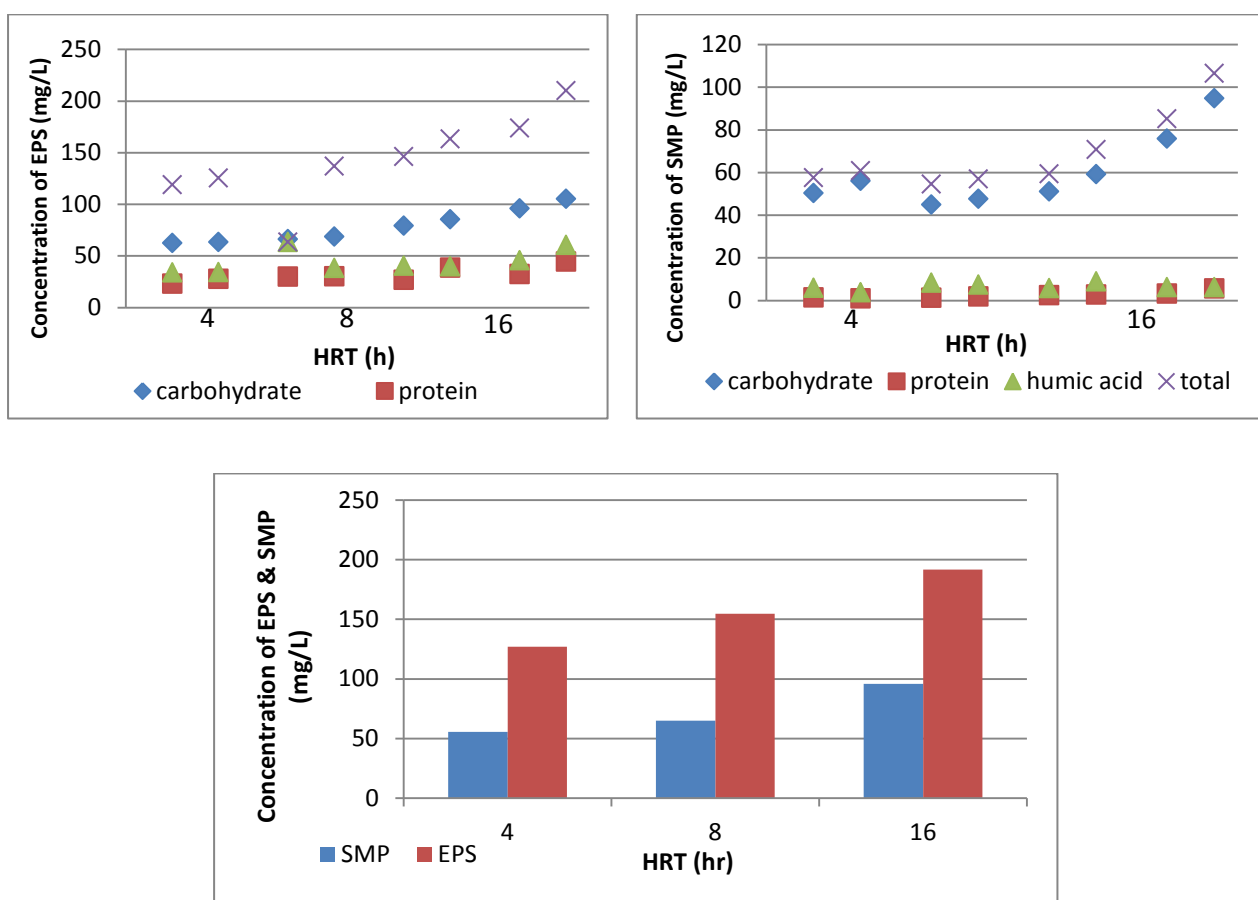 Concentration of EPS (mg/L)
250
200
150
100
50
0
4 8 16
HRT (h)
carbohydrate protein
Concentration of SMP (mg/L)
120
100
80
60
40
20
0
4 16
HRT (h)
carbohydrate protein humic acid total
Concentration of EPS & SMP
(mg/L)
250
200
150
100
50
0
4 8 16
HRT (hr)
SMP EPS